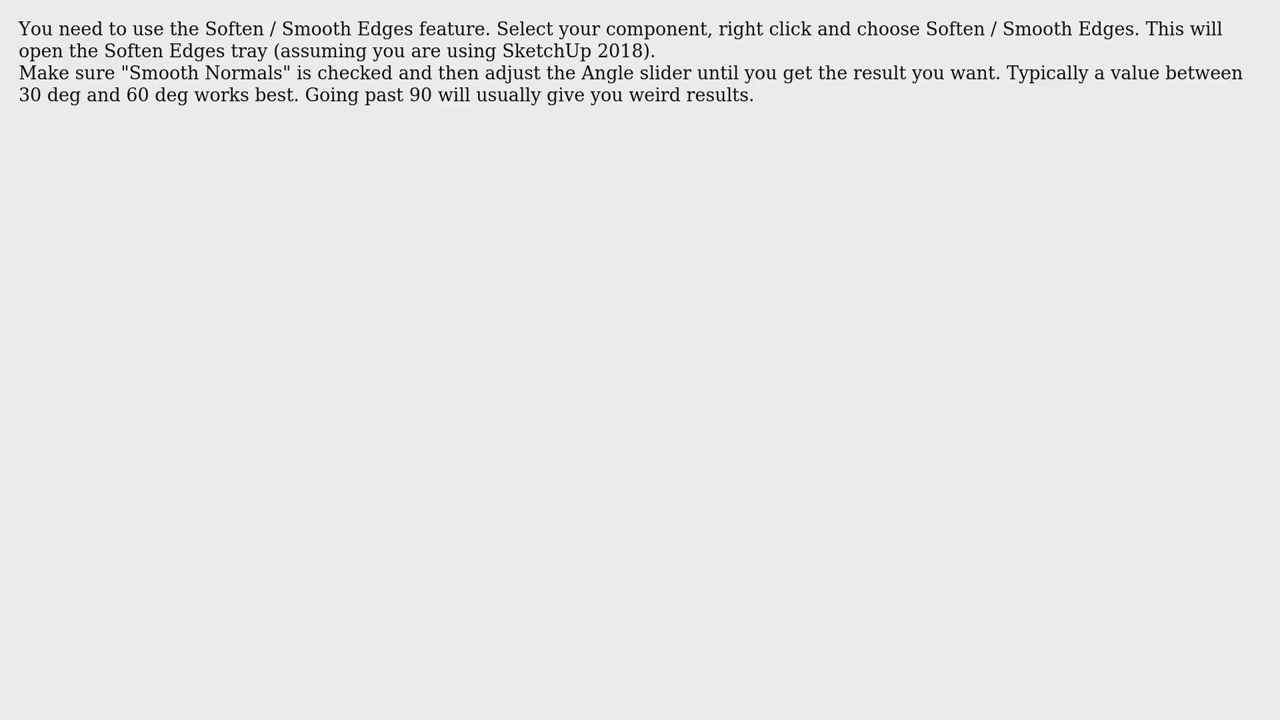 You need to use the Soften / Smooth Edges feature. Select your component, right click and choose Soften / Smooth Edges. This will
open the Soften Edges tray (assuming you are using SketchUp 2018).
Make sure "Smooth Normals" is checked and then adjust the Angle slider until you get the result you want. Typically a value between
30 deg and 60 deg works best. Going past 90 will usually give you weird results.